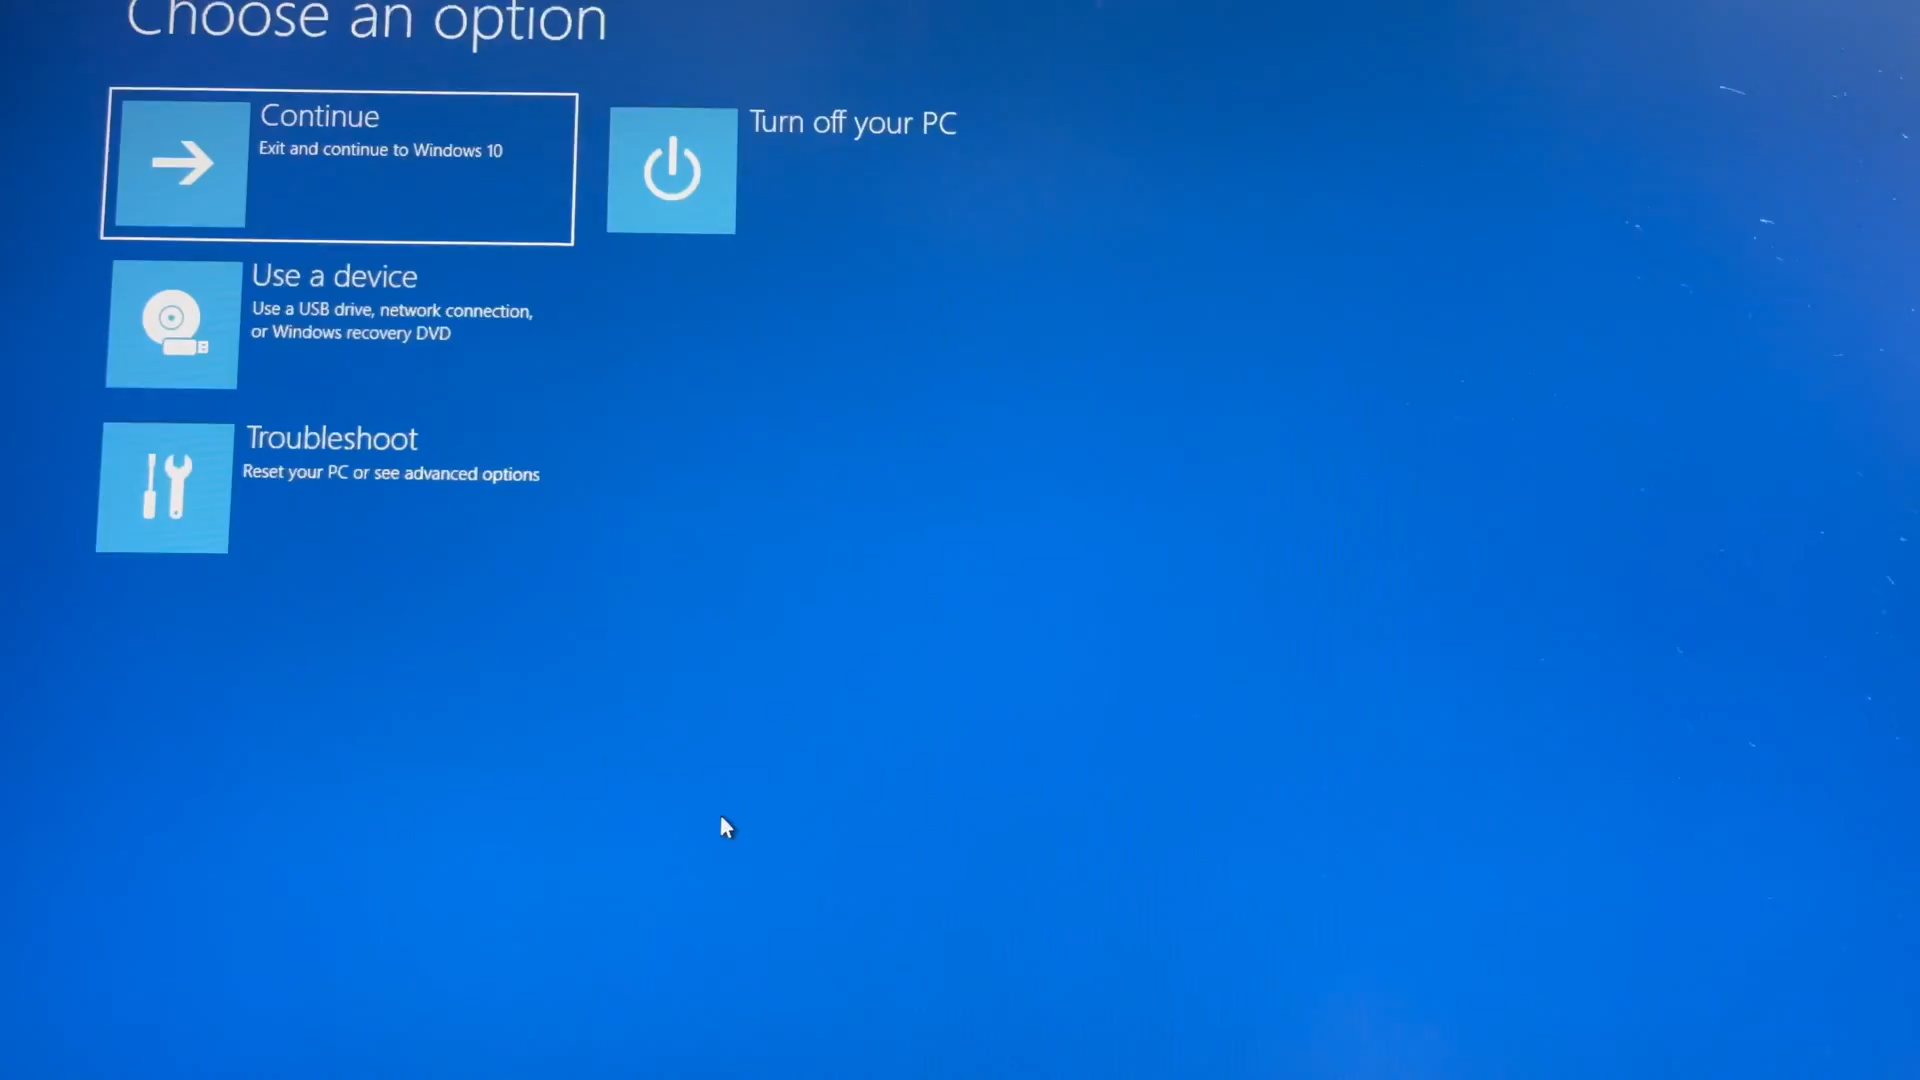 Choose an option
Continue
Exit and continue to Windows 10
Turn off your PC
Use a device
Use a USB drive, network connection,
or Windows recovery DVD
Troubleshoot
Reset your PC or see advanced options